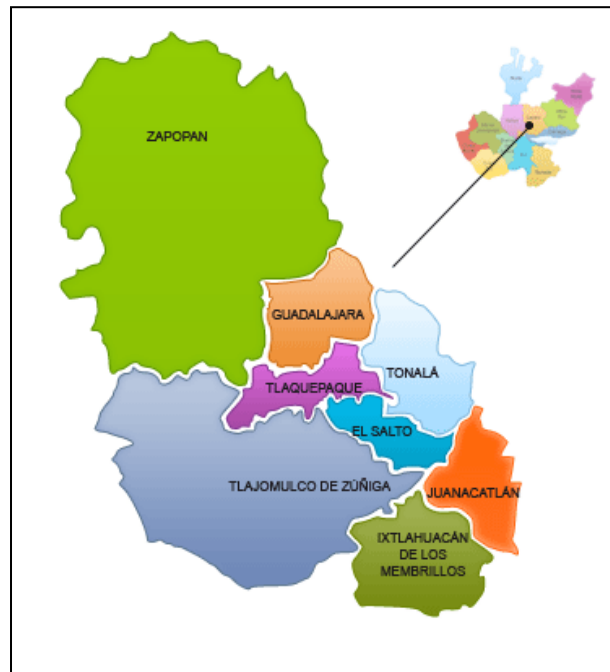 ZAPOPAN
GUADALAJARA
TONALÁ
TLAQUEPAQUE
EL SALTO
TLAJOMULCO DE ZÚÑIGA
JUANACATLÁN
IXTLAHUACÁN
DE LOS
MEMBRILLOS